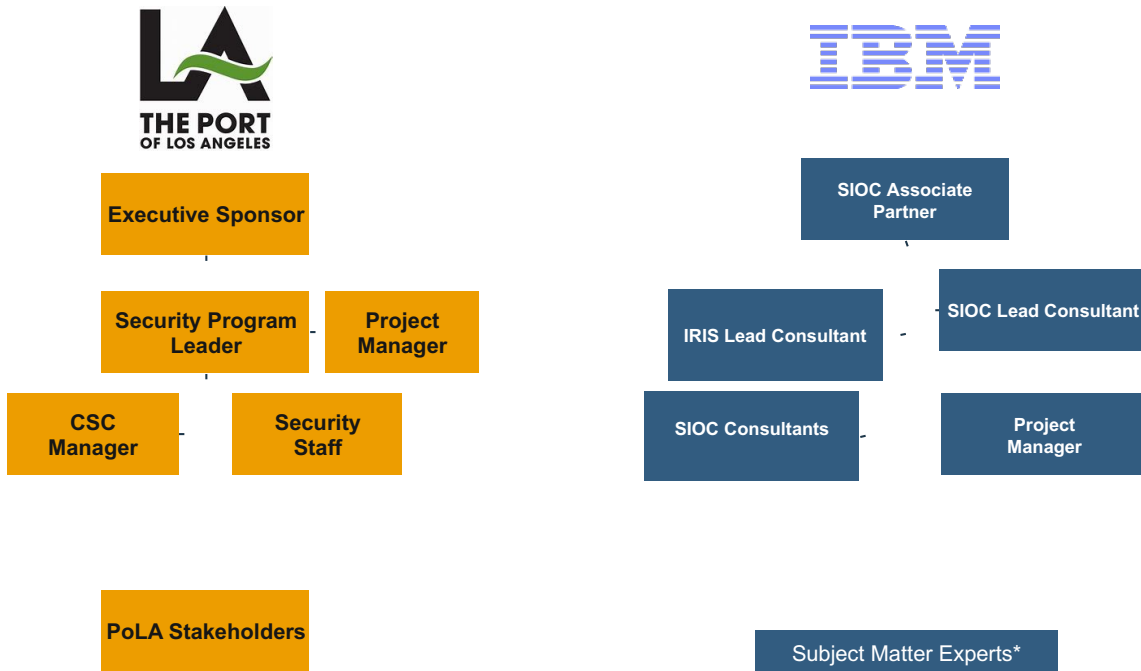 LA
THE PORT
OF LOS ANGELES
Executive Sponsor
Security Program
Leader
Project
Manager
CSC
Manager
Security
Staff
PoLA Stakeholders
IBM
SIOC Associate
Partner
IRIS Lead Consultant
SIOC Lead Consultant
SIOC Consultants
Project
Manager
Subject Matter Experts*